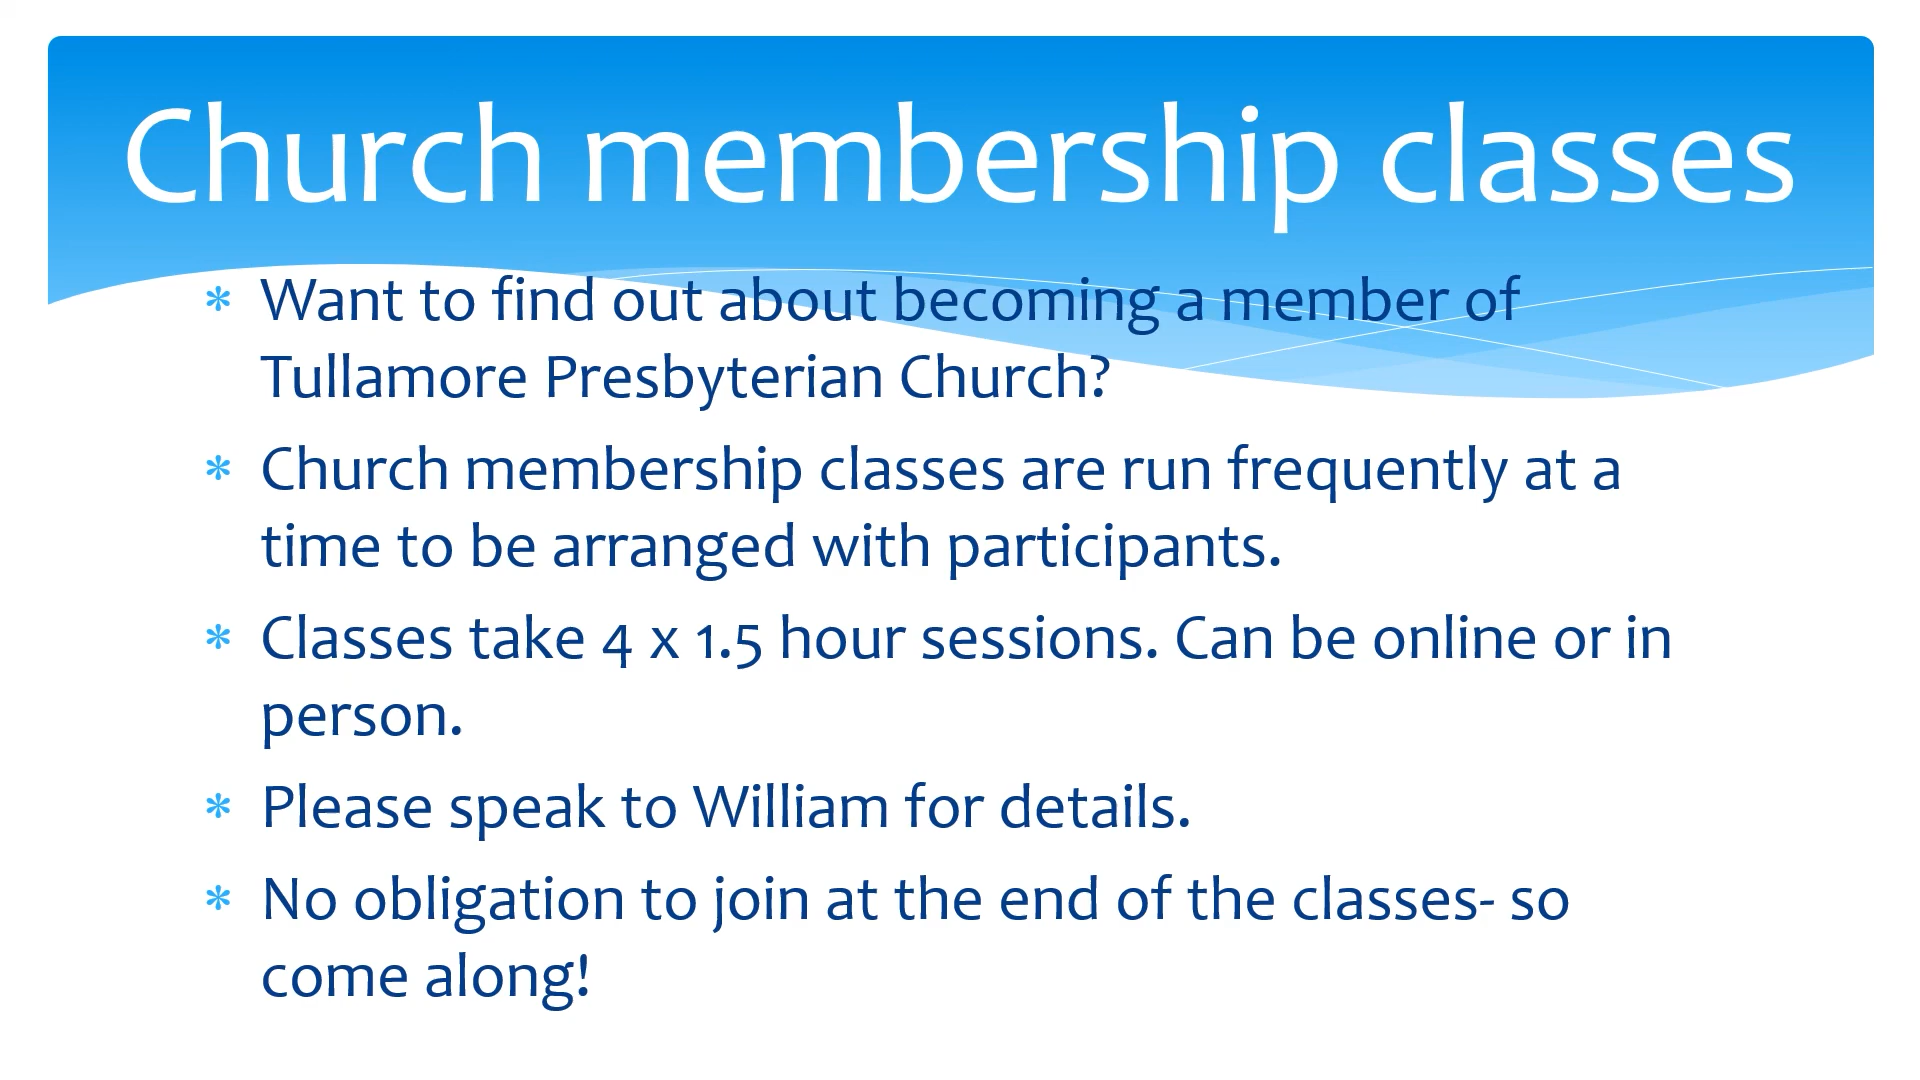 Church membership classes
* Want to find out about becoming a member of
Tullamore Presbyterian Church?
* Church membership classes are run frequently at a
time to be arranged with participants.
* Classes take 4 x 1.5 hour sessions. Can be online or in
person.
* Please speak to William for details.
* No obligation to join at the end of the classes- so
come along!